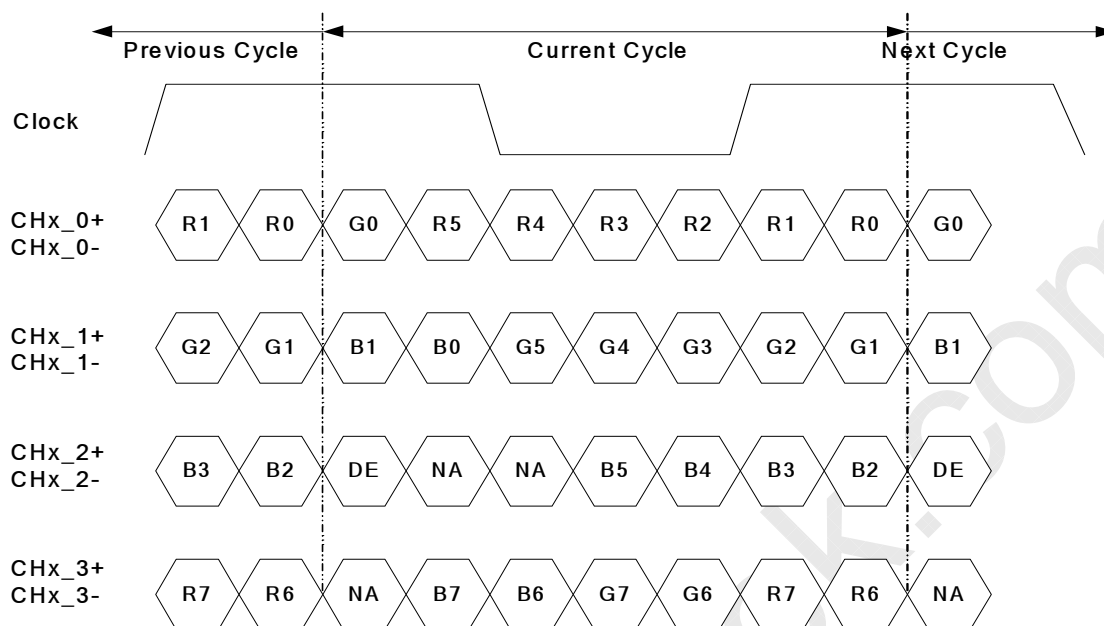 Previous Cycle Current Cycle Next Cycle
Clock
CHx_0+ R1 R0 G0 R5 R4 R3 R2 R1 R0 G0
CHx_0-
CHx_1+ G2 G1 B1 B0 G5 G4 G3 G2 G1 B1
CHx_1-
CHx_2+ B3 B2 DE NA NA B5 B4 B3 B2 DE
CHx_2-
CHx_3+ R7 R6 NA B7 B6 G7 G6 R7 R6 NA
CHx_3-
k.com